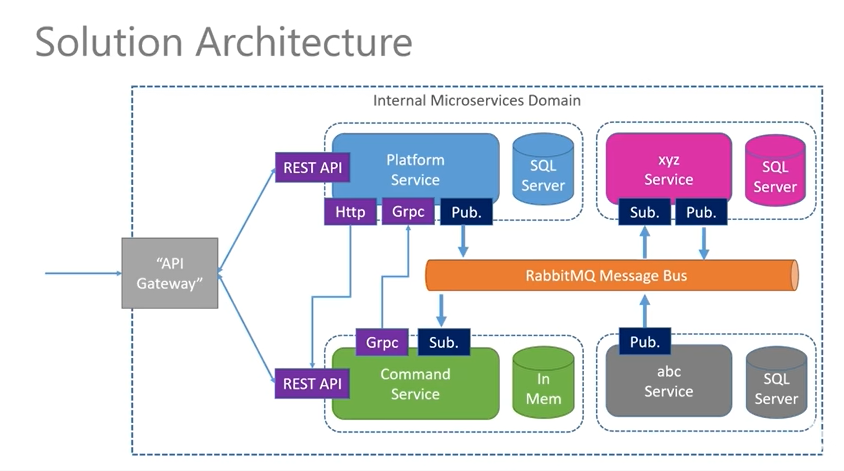 Solution Architecture
Internal Microservices Domain
REST API
Platform
Service
SQL
Server
xyz
Service
SQL
Server
Http
Grpc
Pub.
Sub.
Pub.
“API
Gateway”
RabbitMQ Message Bus
Grpc
Sub.
Pub.
REST API
Command
Service
In
Mem
abc
Service
SQL
Server